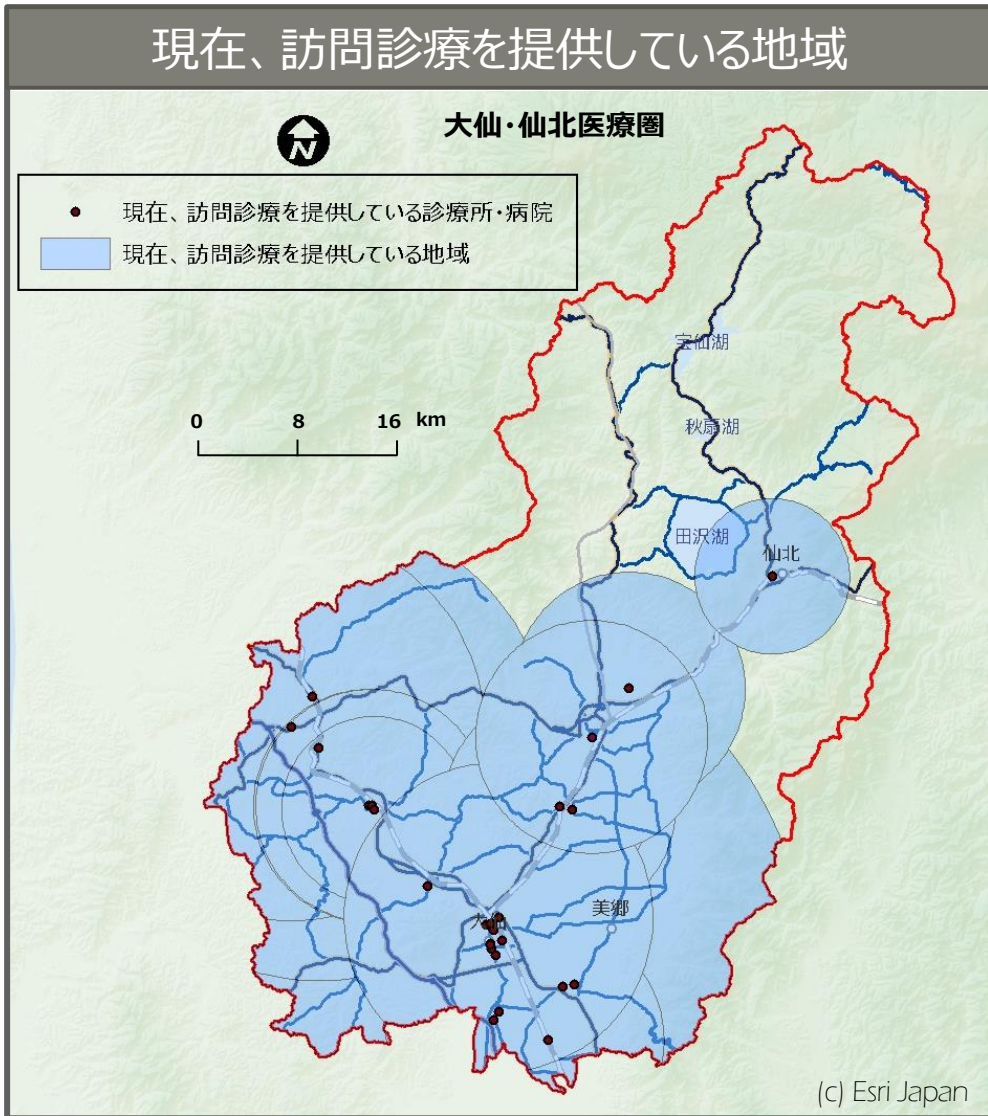 現在、訪問診療を提供している地域
大仙・仙北医療圏
N
現在、訪問診療を提供している診療所・病院
現在、訪問診療を提供している地域
宝仙湖
0 8 16 km
秋扇湖
田沢湖
仙北
美郷
大仙
(c) Esri Japan